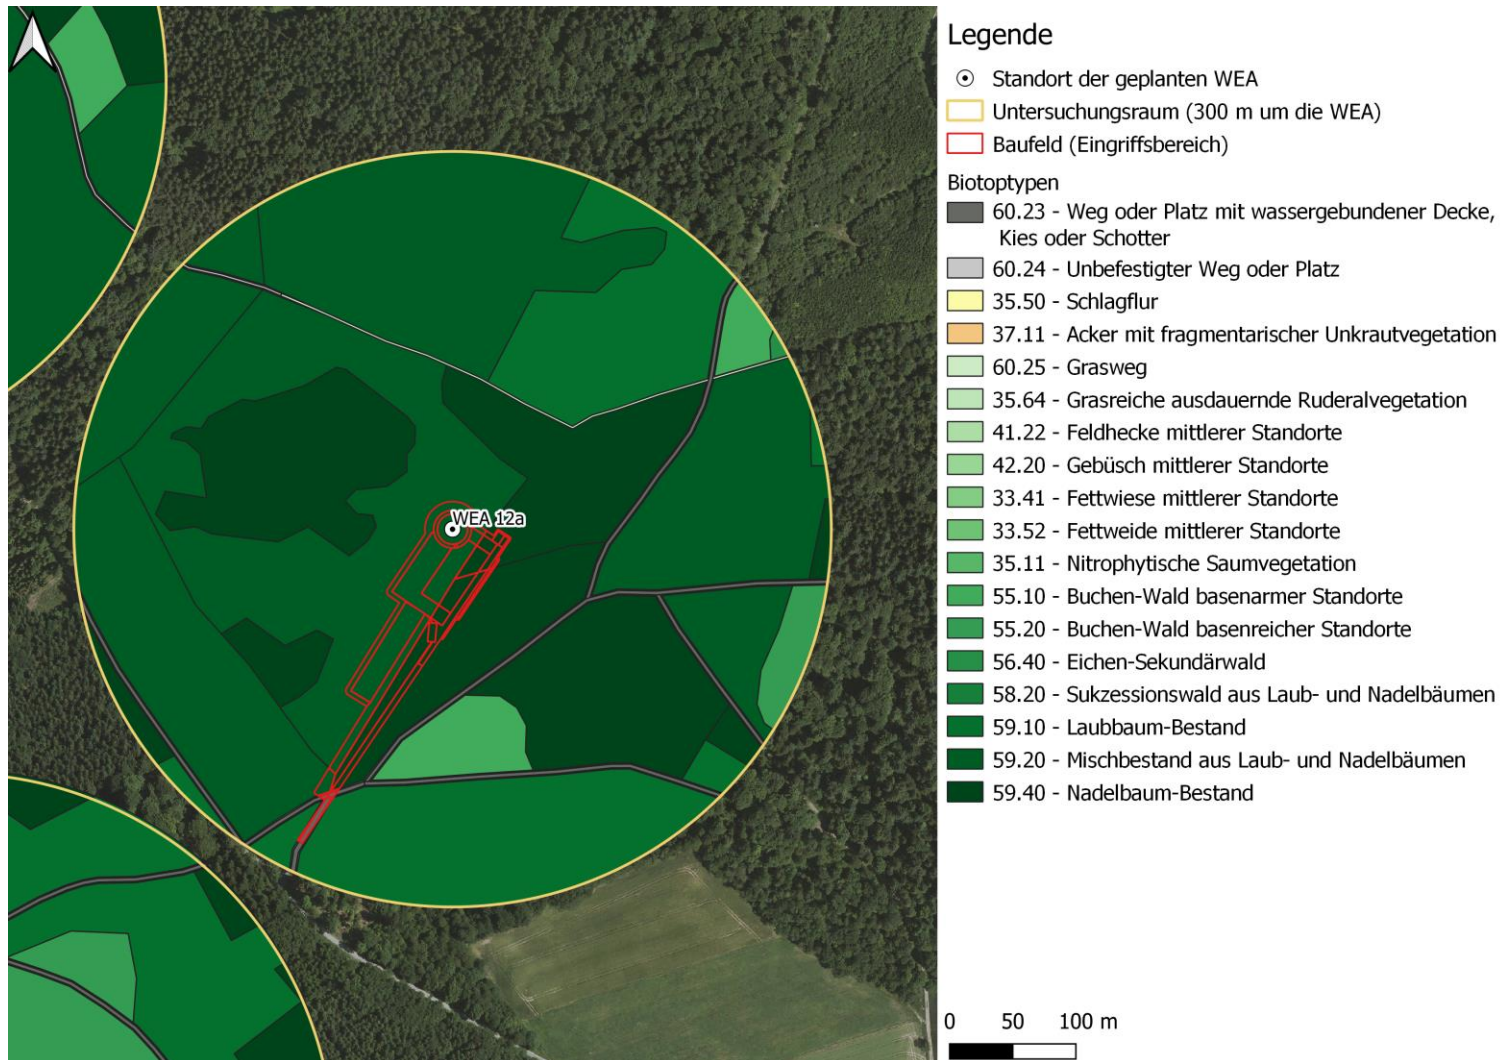 WEA 12a
Legende
Standort der geplanten WEA
Untersuchungsraum (300 m um die WEA)
Baufeld (Eingriffsbereich)
Biotoptypen
60.23 - Weg oder Platz mit wassergebundener Decke,
Kies oder Schotter
60.24 - Unbefestigter Weg oder Platz
35.50 - Schlagflur
37.11 - Acker mit fragmentarischer Unkrautvegetation
60.25 - Grasweg
35.64 - Grasreiche ausdauernde Ruderalvegetation
41.22 - Feldhecke mittlerer Standorte
42.20 - Gebüsch mittlerer Standorte
33.41 - Fettwiese mittlerer Standorte
33.52 - Fettweide mittlerer Standorte
35.11 - Nitrophytische Saumvegetation
55.10 - Buchen-Wald basenarmer Standorte
55.20 - Buchen-Wald basenreicher Standorte
56.40 - Eichen-Sekundärwald
58.20 - Sukzessionswald aus Laub- und Nadelbäumen
59.10 - Laubbaum-Bestand
59.20 - Mischbestand aus Laub- und Nadelbäumen
59.40 - Nadelbaum-Bestand
0 50 100 m